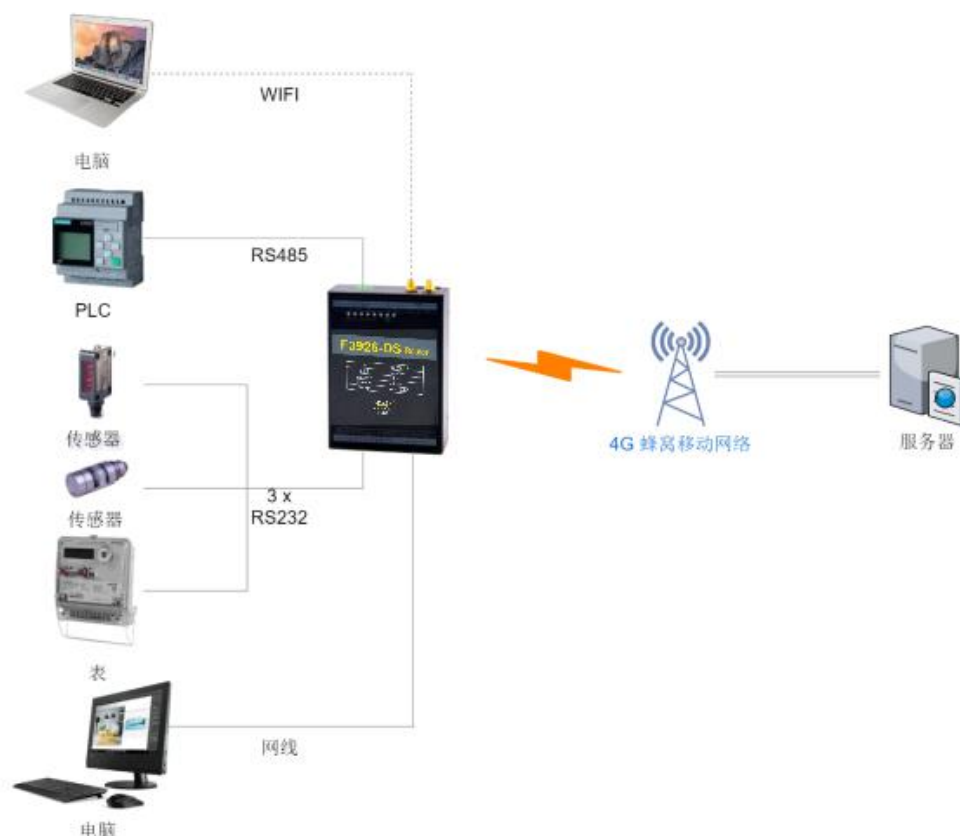 WIFI
电脑
RS485
PLC
F3926-DS
传感器
3 x
RS232
传感器
表
网线
电脑
4G 蜂窝移动网络
服务器